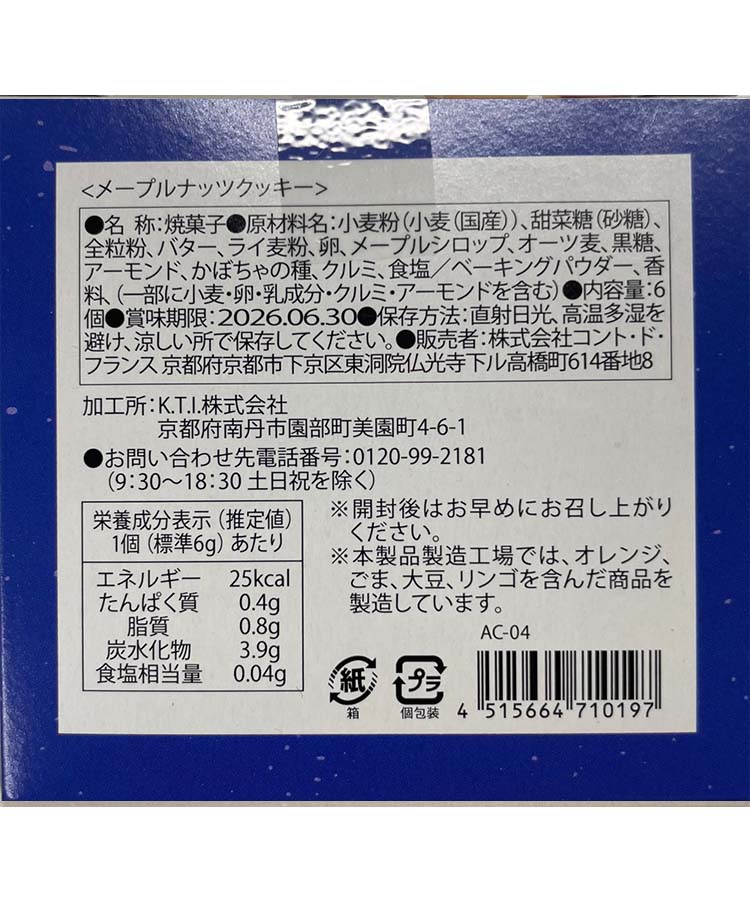 <メープルナッツクッキー>
●名 称:焼菓子●原材料名:小麦粉(小麦(国産))、甜菜糖(砂糖)、
全粒粉、バター、ライ麦粉、卵、メープルシロップ、オーツ麦、黒糖、
アーモンド、かぼちゃの種、クルミ、食塩／ベーキングパウダー、香
料、(一部に小麦・卵・乳成分・クルミ・アーモンドを含む)●内容量:6
個●賞味期限:2026.06.30●保存方法:直射日光、高温多湿を
避け、涼しい所で保存してください。●販売者:株式会社コント・ド・
フランス 京都府京都市下京区東洞院仏光寺下ル高橋町614番地8
加工所:K.T.I.株式会社
京都府南丹市園部町美園町4-6-1
●お問い合わせ先電話番号:0120-99-2181
(9:30〜18:30 土日祝を除く)
栄養成分表示(推定値)
1個(標準6g)あたり
エネルギー 25kcal
たんぱく質 0.4g
脂質 0.8g
炭水化物 3.9g
食塩相当量 0.04g
※開封後はお早めにお召し上がり
ください。
※本製品製造工場では、オレンジ、
ごま、大豆、リンゴを含んだ商品を
製造しています。
AC-04
紙
箱
プラ
個包装
4 515664 710197